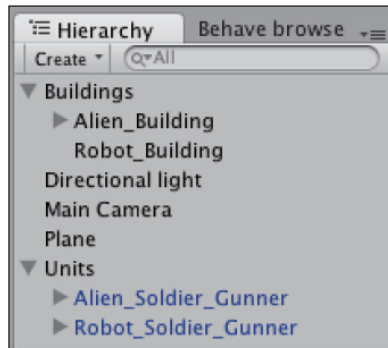 Hierarchy Behave browse
Create All
Buildings
Alien_Building
Robot_Building
Directional light
Main Camera
Plane
Units
Alien_Soldier_Gunner
Robot_Soldier_Gunner